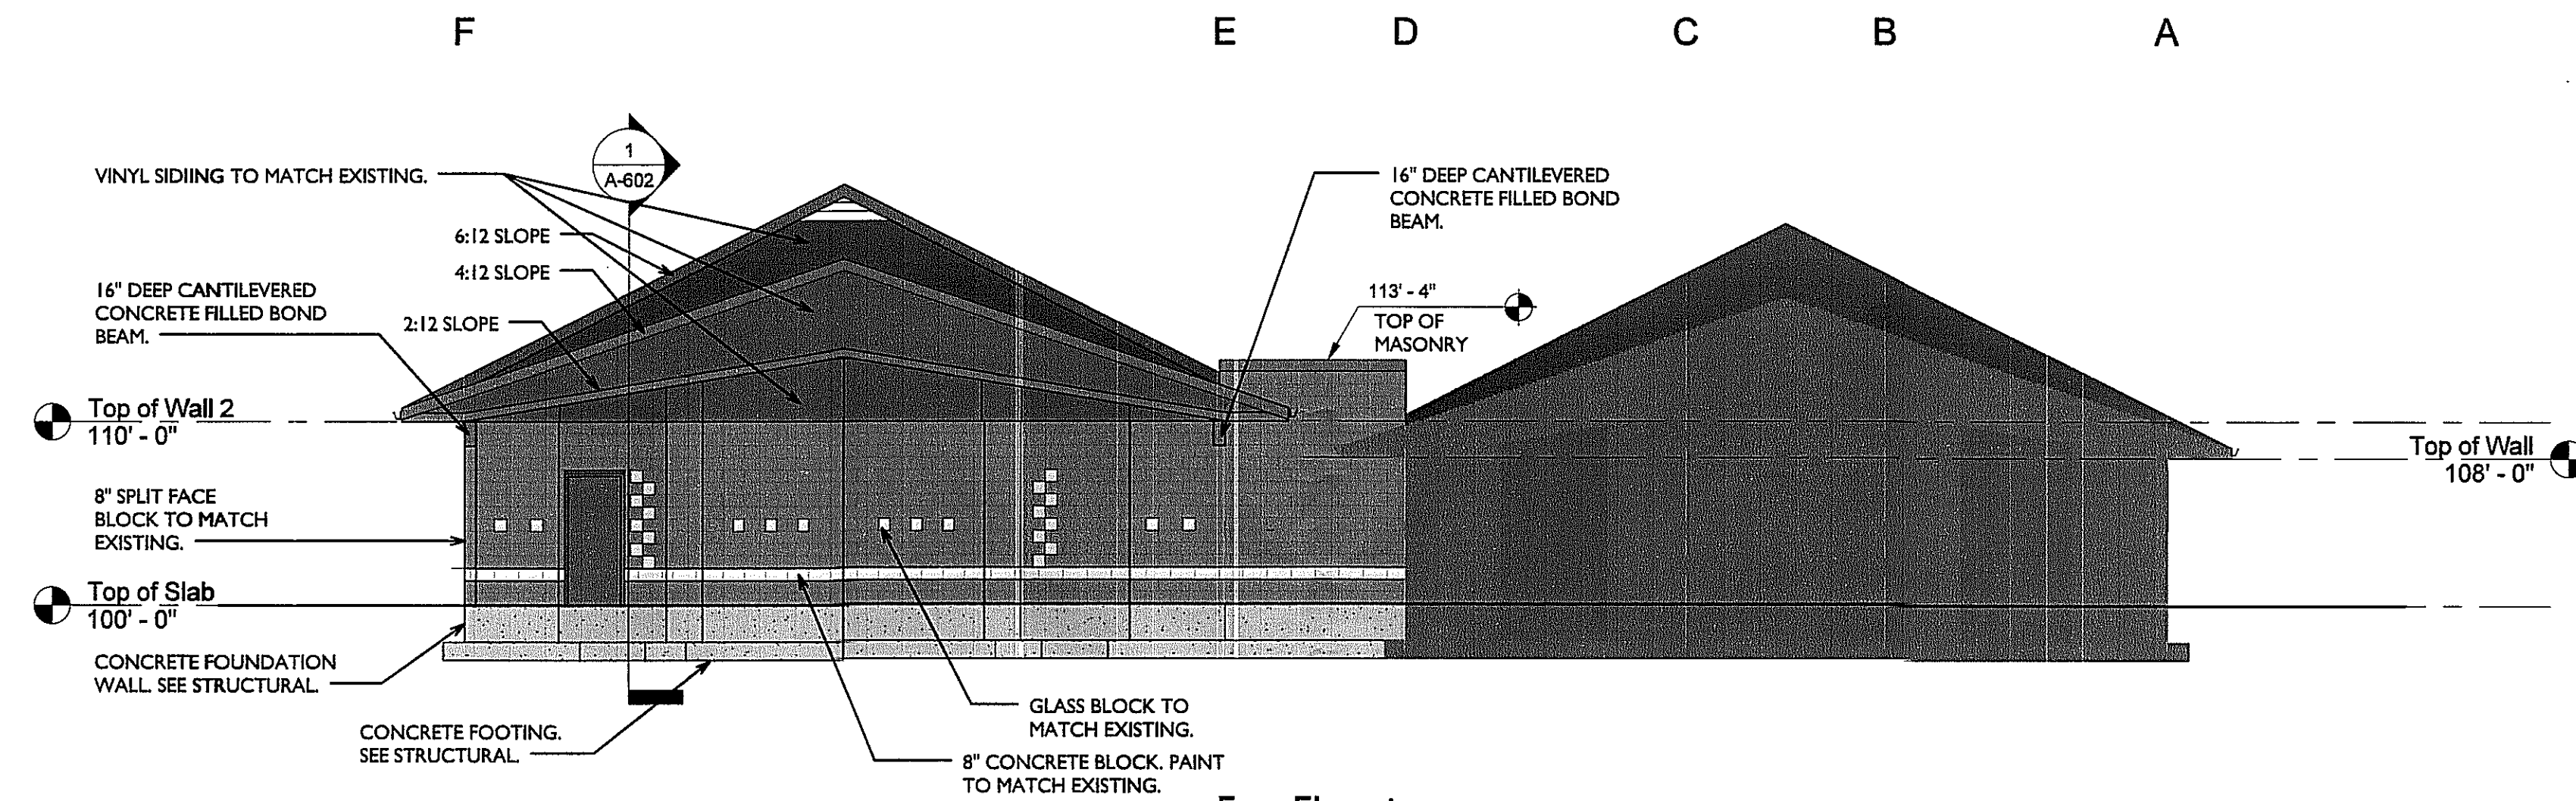 F
E
D
C
B
A
1
A-602
VINYL SIDIING TO MATCH EXISTING.
6:12 SLOPE
4:12 SLOPE
2:12 SLOPE
16" DEEP CANTILEVERED
CONCRETE FILLED BOND
BEAM.
16" DEEP CANTILEVERED
CONCRETE FILLED BOND
BEAM.
113' - 4"
TOP OF
MASONRY
Top of Wall 2
110' - 0"
Top of Wall
108' - 0"
8" SPLIT FACE
BLOCK TO MATCH
EXISTING.
Top of Slab
100' - 0"
CONCRETE FOUNDATION
WALL. SEE STRUCTURAL.
CONCRETE FOOTING.
SEE STRUCTURAL.
GLASS BLOCK TO
MATCH EXISTING.
8" CONCRETE BLOCK. PAINT
TO MATCH EXISTING.